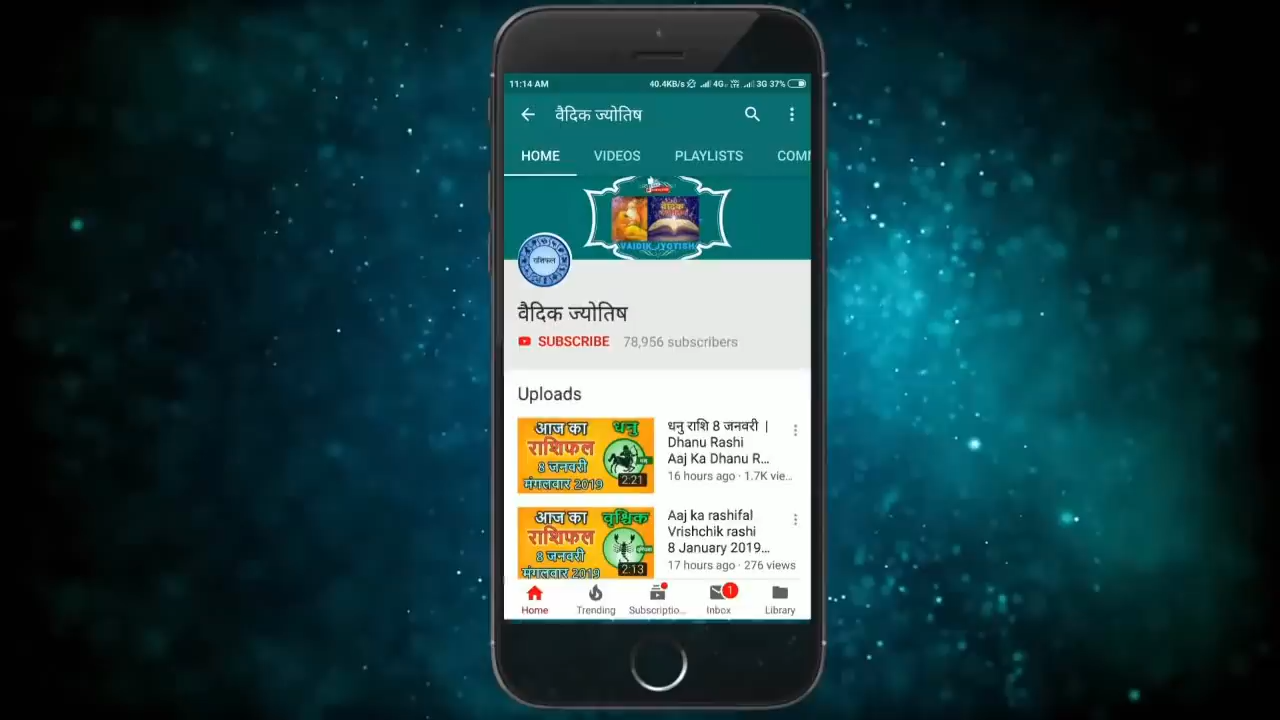 11:14 AM 40.4KB/s 4G 3G 37%
वैदिक ज्योतिष
HOME VIDEOS PLAYLISTS COMM
वैदिक
VAIDIK JYOTISH
राशिफल
वैदिक ज्योतिष
SUBSCRIBE 78,956 subscribers
Uploads
आज का धनु
राशिफल
8 जनवरी
मंगलवार 2019
2:21
धनु राशि 8 जनवरी |
Dhanu Rashi
Aaj Ka Dhanu R...
16 hours ago · 1.7K vie...
आज का वृश्चिक
राशिफल
8 जनवरी
मंगलवार 2019
2:13
Aaj ka rashifal
Vrishchik rashi
8 January 2019...
17 hours ago · 276 views
1
Home Trending Subscriptio... Inbox Library